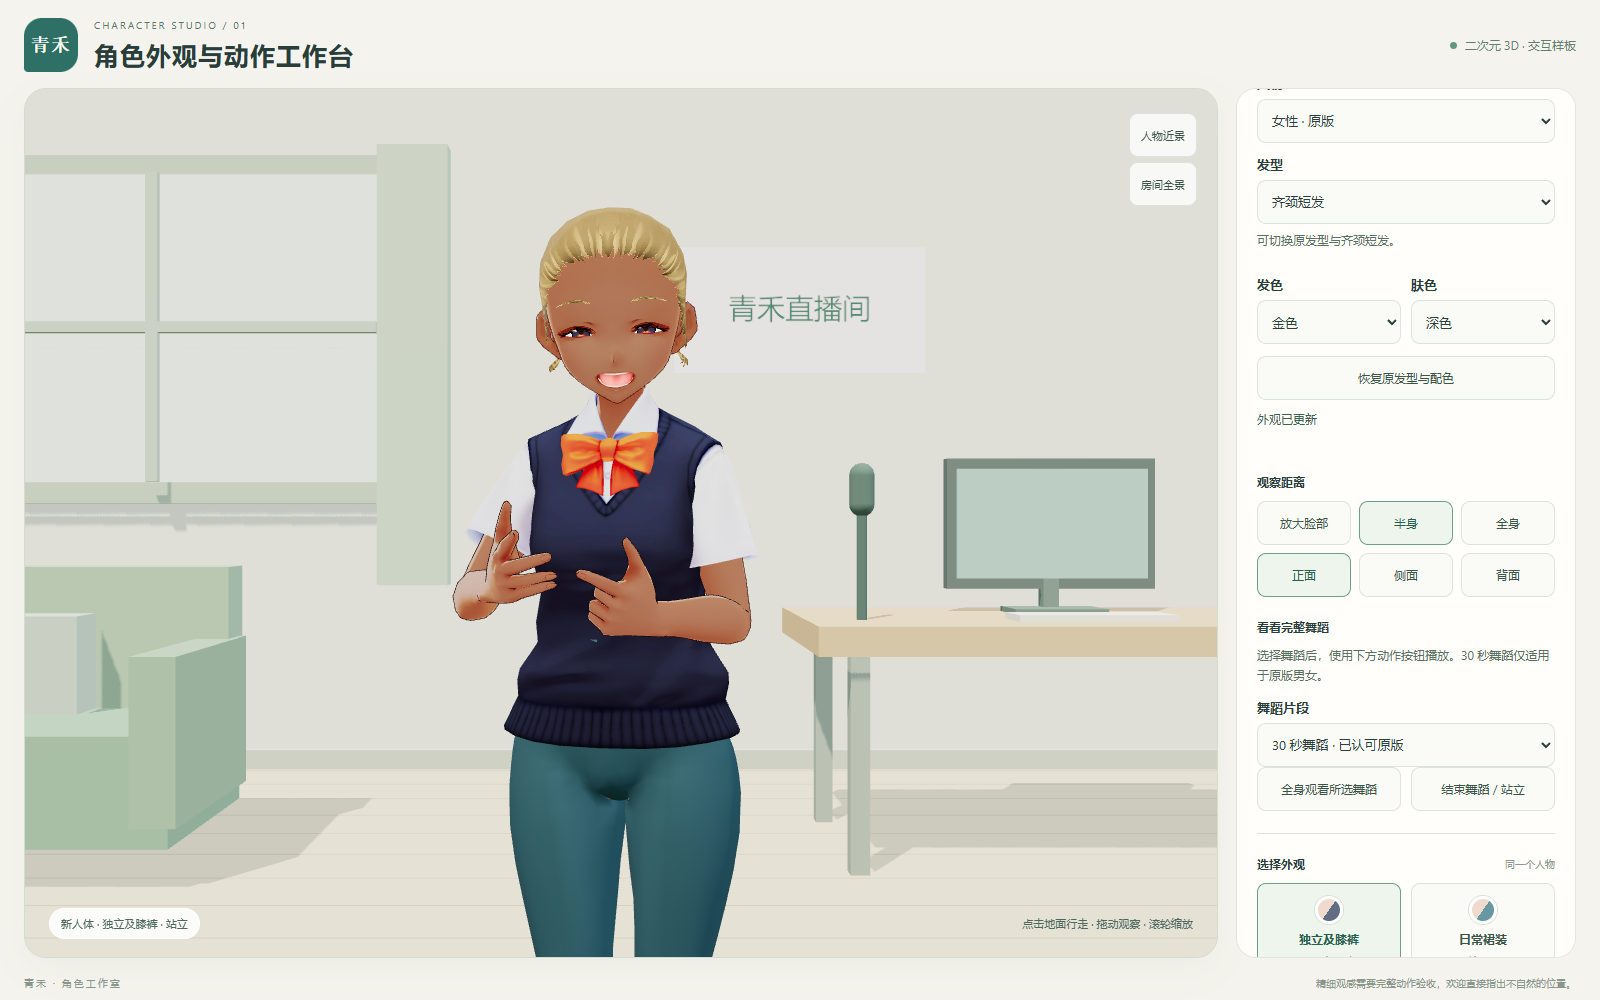 青禾
CHARACTER STUDIO / 01
角色外观与动作工作台
二次元 3D · 交互样板
人物近景
房间全景
青禾直播间
新人体 · 独立及膝裤 · 站立
点击地面行走 · 拖动观察 · 滚轮缩放
女性 · 原版
发型
齐颈短发
可切换原发型与齐颈短发。
发色
肤色
金色
深色
恢复原发型与配色
外观已更新
观察距离
放大脸部
半身
全身
正面
侧面
背面
看看完整舞蹈
选择舞蹈后，使用下方动作按钮播放。30 秒舞蹈仅适用
于原版男女。
舞蹈片段
30 秒舞蹈 · 已认可原版
全身观看所选舞蹈
结束舞蹈 / 站立
选择外观
同一个人物
独立及膝裤
日常裙装
青禾 · 角色工作室
精细观感需要完整动作验收，欢迎直接指出不自然的位置。